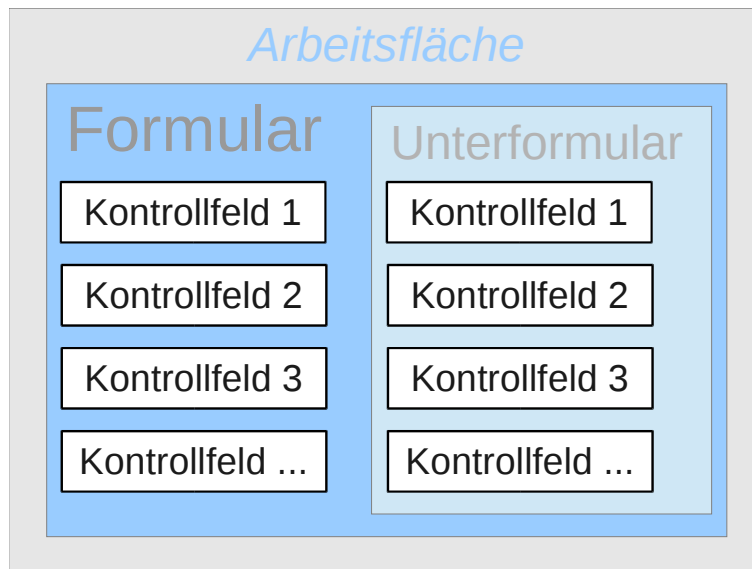 Arbeitsfläche
Formular
Kontrollfeld 1
Kontrollfeld 2
Kontrollfeld 3
Kontrollfeld ...
Unterformular
Kontrollfeld 1
Kontrollfeld 2
Kontrollfeld 3
Kontrollfeld ...